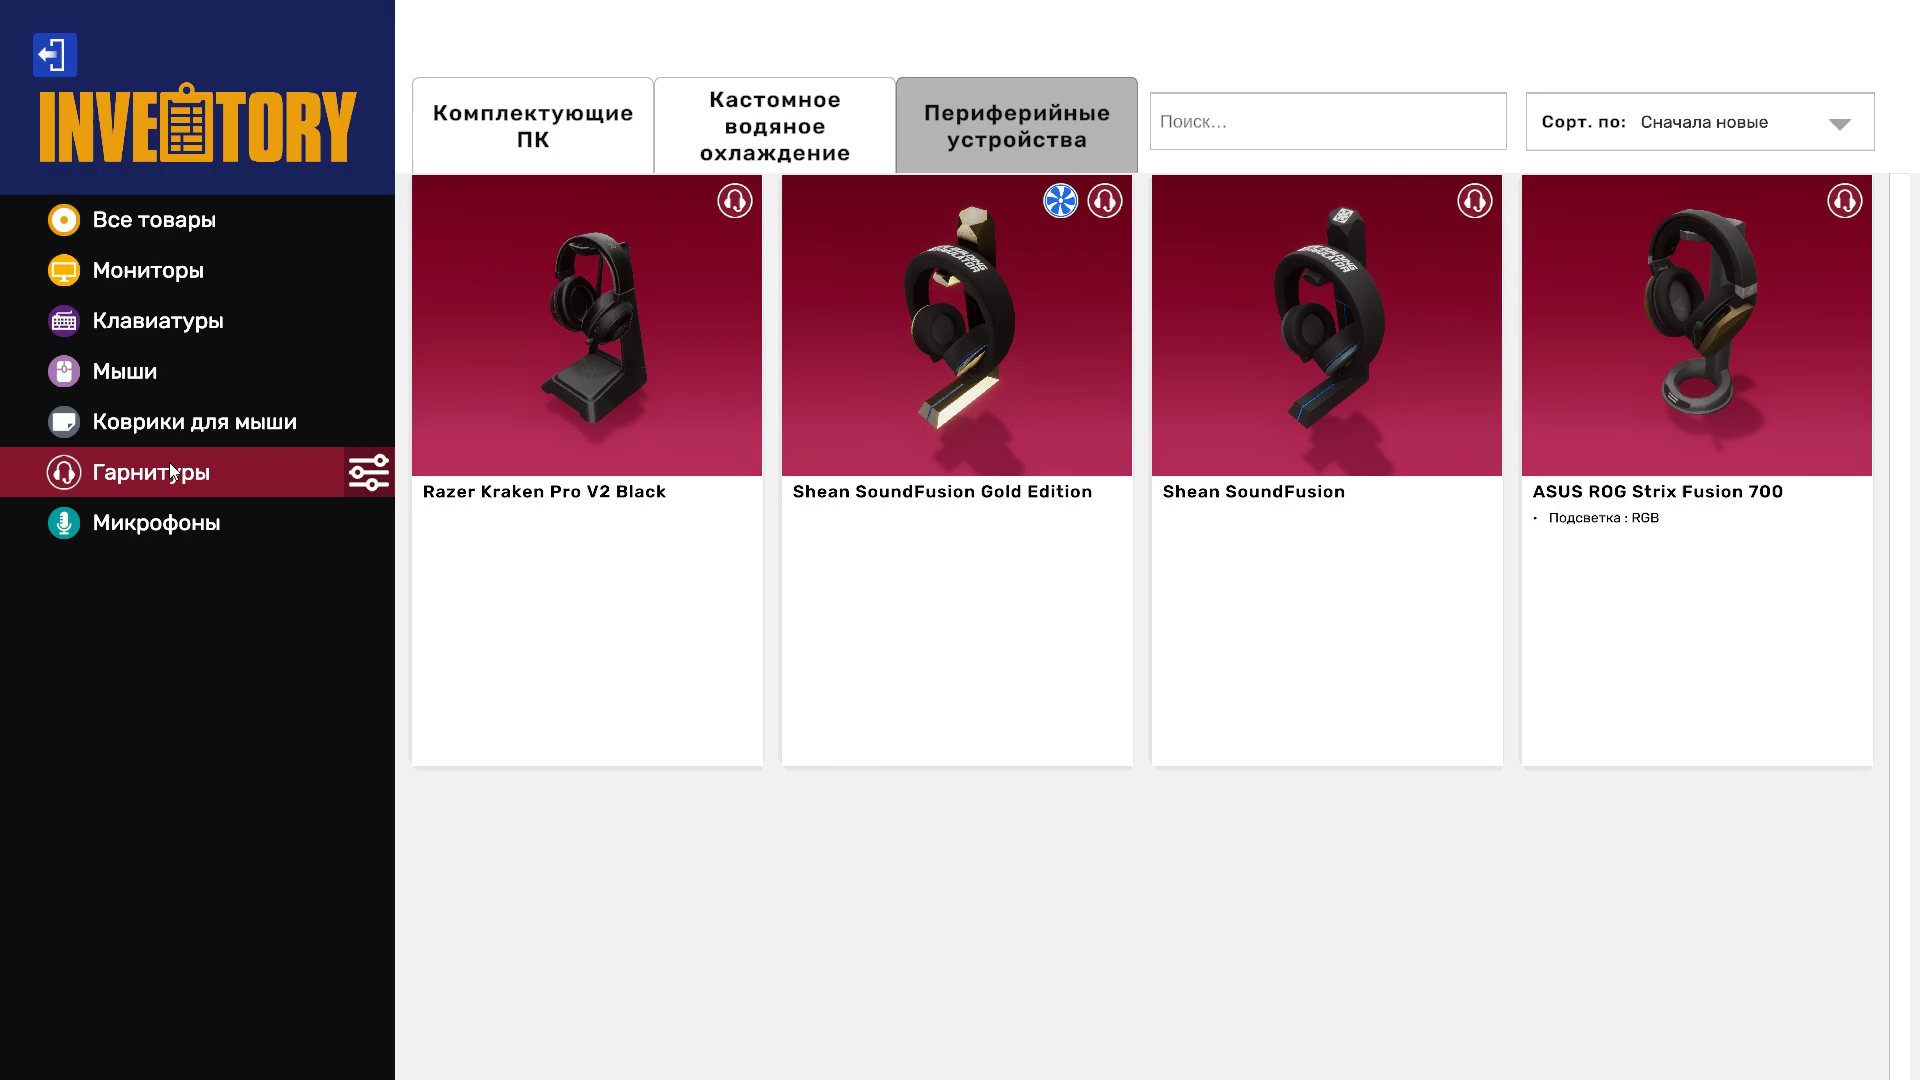 INVENTORY
Комплектующие
ПК
Кастомное
водяное
охлаждение
Периферийные
устройства
Поиск...
Сорт. по: Сначала новые
Все товары
Мониторы
Клавиатуры
Мыши
Коврики для мыши
Гарнитуры
Микрофоны
Razer Kraken Pro V2 Black
Shean SoundFusion Gold Edition
Shean SoundFusion
ASUS ROG Strix Fusion 700
• Подсветка : RGB